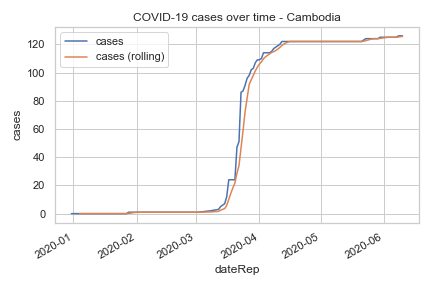 COVID-19 cases over time - Cambodia
cases
cases (rolling)
120
100
80
60
40
20
0
cases
2020-01
2020-02
2020-03
2020-04
2020-05
2020-06
dateRep